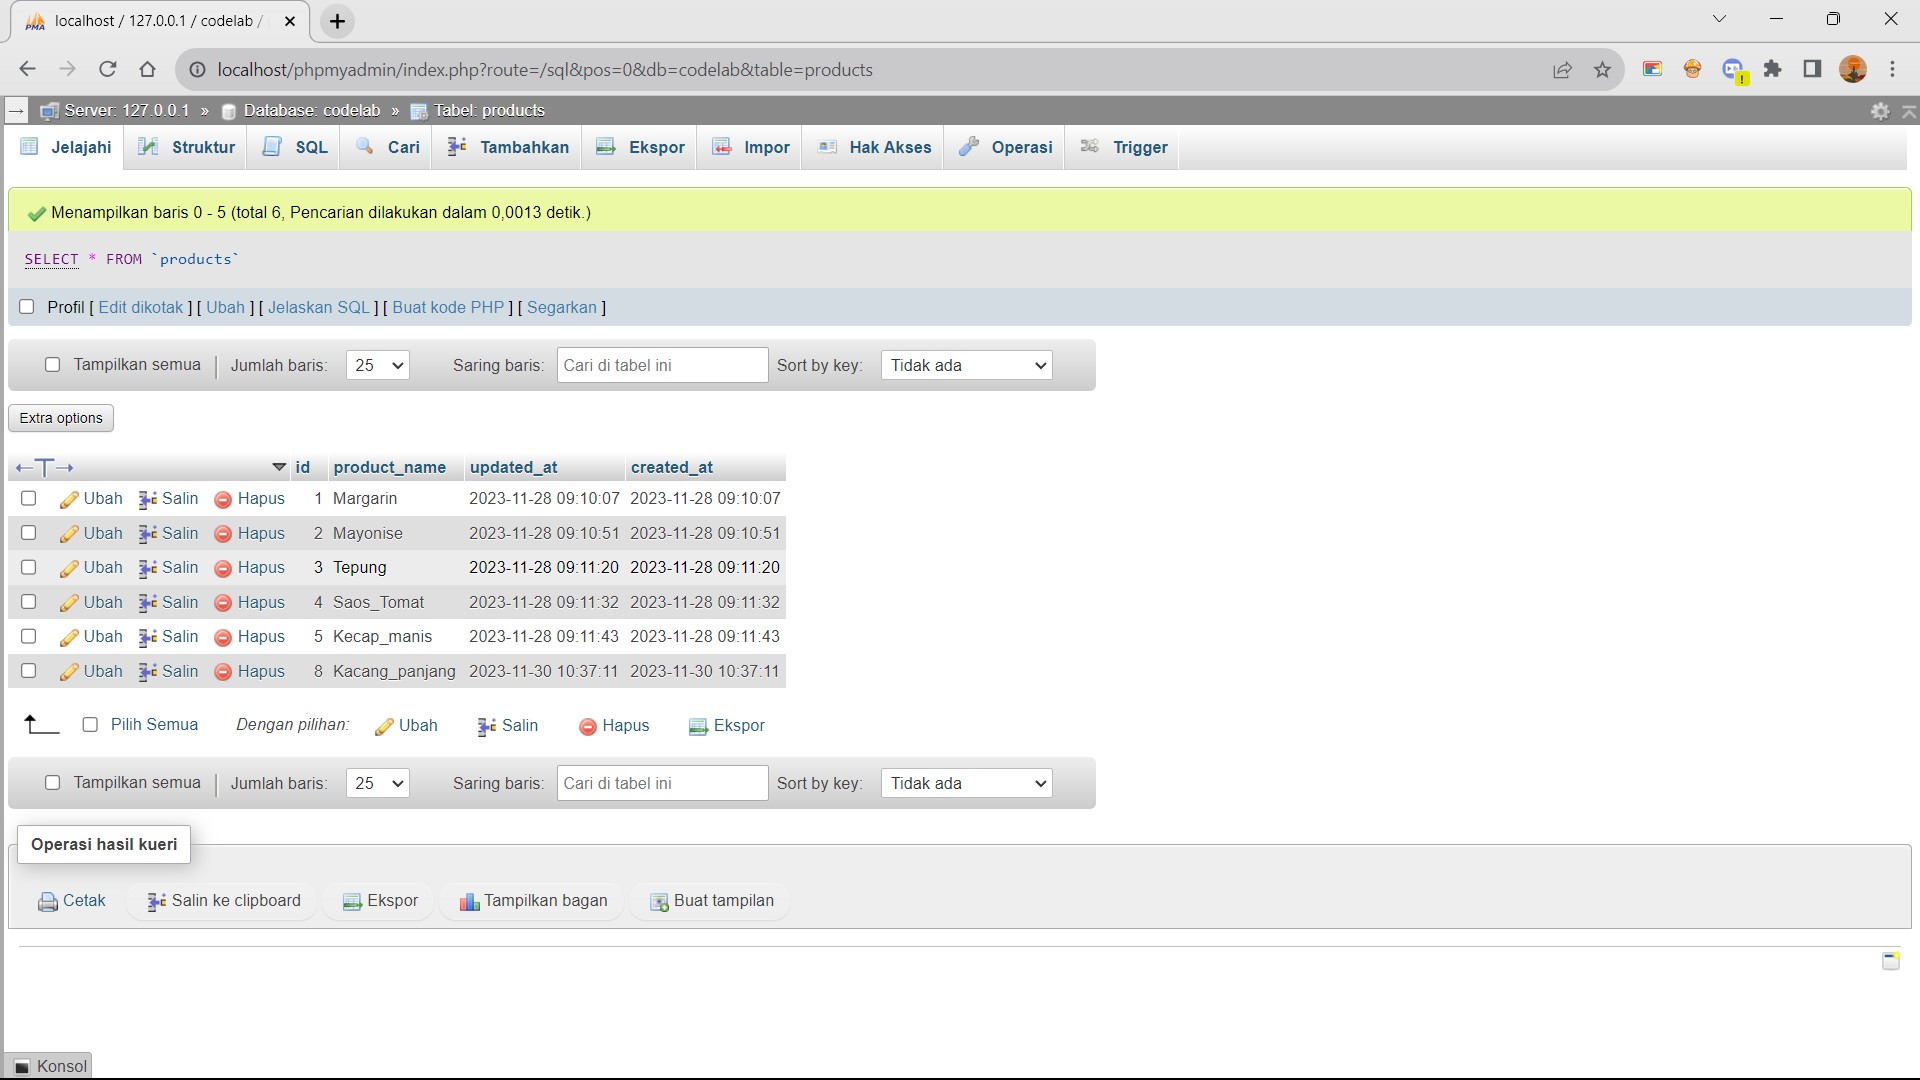 PMA localhost / 127.0.0.1 / codelab /
localhost/phpmyadmin/index.php?route=/sql&pos=0&db=codelab&table=products
Server: 127.0.0.1 » Database: codelab » Tabel: products
Jelajahi Struktur SQL Cari Tambahkan Ekspor Impor Hak Akses Operasi Trigger
Menampilkan baris 0 - 5 (total 6, Pencarian dilakukan dalam 0,0013 detik.)
SELECT * FROM `products`
Profil [ Edit dikotak ] [ Ubah ] [ Jelaskan SQL ] [ Buat kode PHP ] [ Segarkan ]
Tampilkan semua | Jumlah baris: 25 Saring baris: Cari di tabel ini Sort by key: Tidak ada
Extra options
←T→ id product_name updated_at created_at
Ubah Salin Hapus 1 Margarin 2023-11-28 09:10:07 2023-11-28 09:10:07
Ubah Salin Hapus 2 Mayonise 2023-11-28 09:10:51 2023-11-28 09:10:51
Ubah Salin Hapus 3 Tepung 2023-11-28 09:11:20 2023-11-28 09:11:20
Ubah Salin Hapus 4 Saos_Tomat 2023-11-28 09:11:32 2023-11-28 09:11:32
Ubah Salin Hapus 5 Kecap_manis 2023-11-28 09:11:43 2023-11-28 09:11:43
Ubah Salin Hapus 8 Kacang_panjang 2023-11-30 10:37:11 2023-11-30 10:37:11
Pilih Semua Dengan pilihan: Ubah Salin Hapus Ekspor
Tampilkan semua | Jumlah baris: 25 Saring baris: Cari di tabel ini Sort by key: Tidak ada
Operasi hasil kueri
Cetak Salin ke clipboard Ekspor Tampilkan bagan Buat tampilan
Konsol